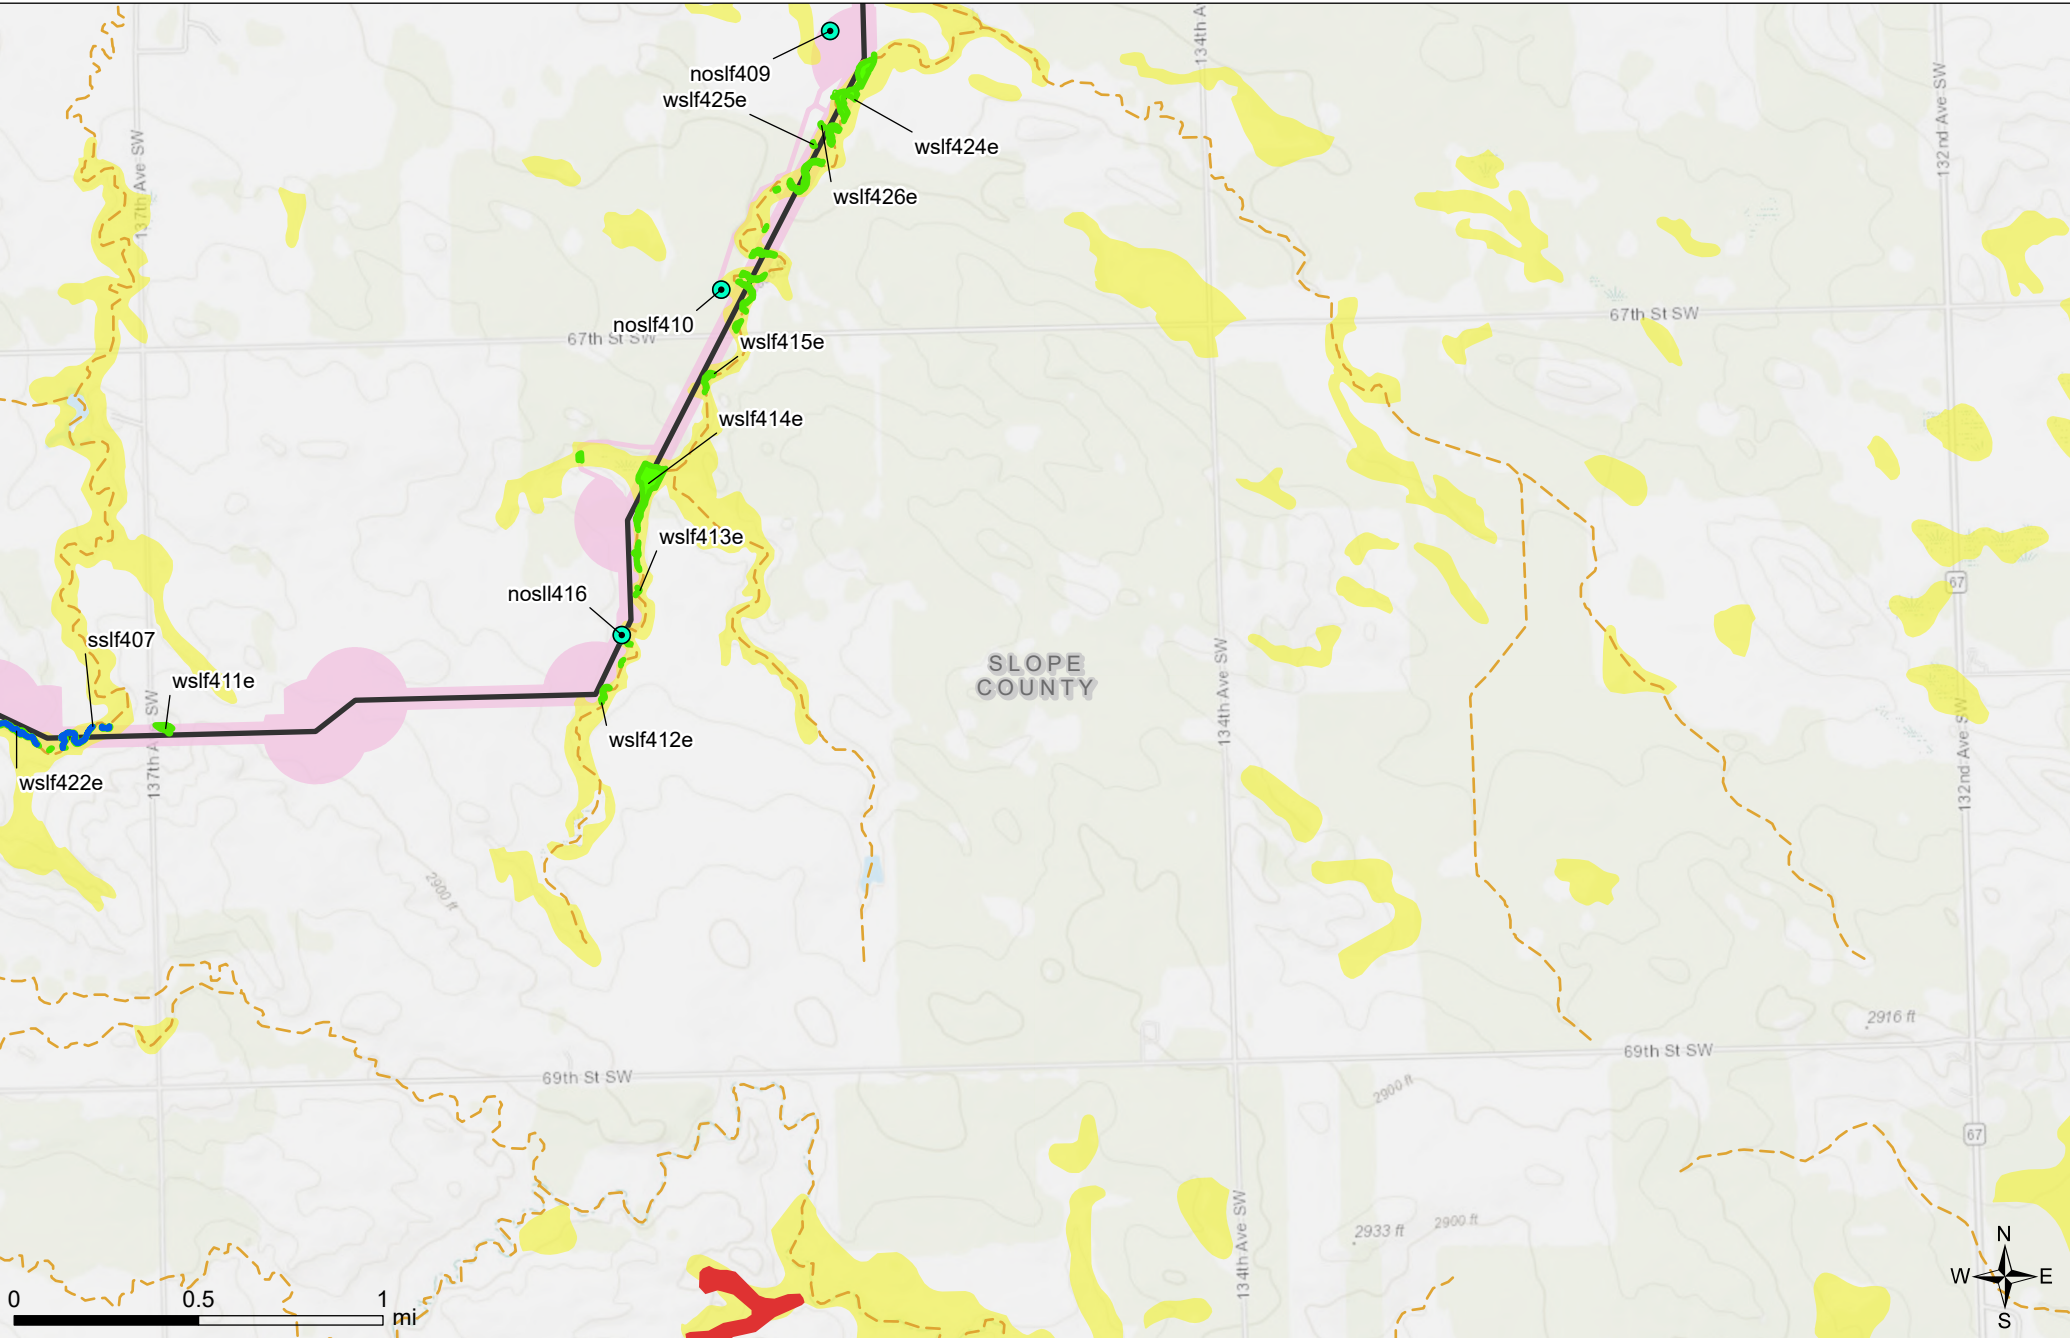 134th A
noslf409
wslf425e
wslf424e
137th Ave SW
132nd Ave SW
wslf426e
noslf410
67th St SW
67th St SW
wslf415e
wslf414e
wslf413e
67
nosll416
sslf407
wslf411e
SLOPE
COUNTY
134th Ave SW
137th A
SW
wslf412e
132nd Ave SW
wslf422e
2900 ft
2916 ft
69th St SW
69th St SW
2900 ft
67
134th Ave SW
2933 ft
2900 ft
N
W
E
S
0
0.5
1
mi